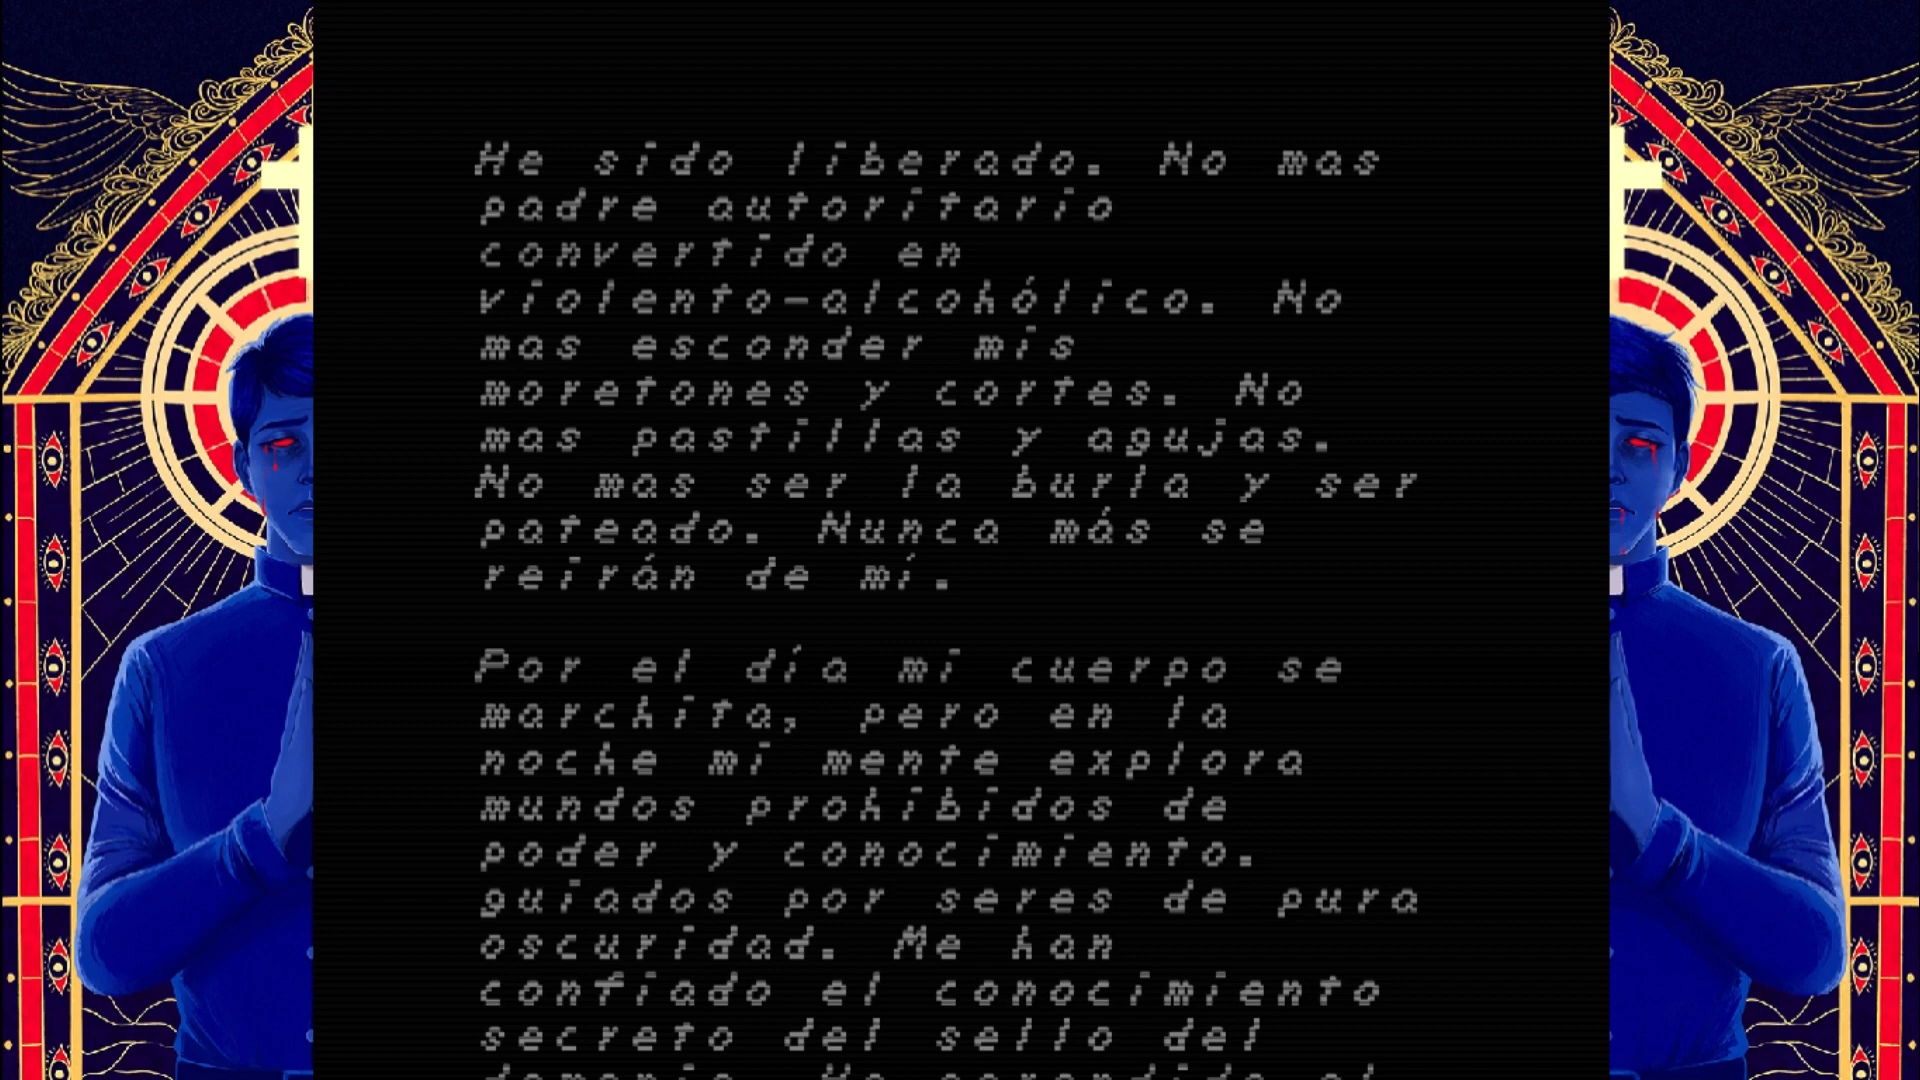 He sido liberado. No mas
padre autoritario
convertido en
violento-alcohólico. No
mas esconder mis
moretones y cortes. No
mas pastillas y agujas.
No mas ser la burla y ser
pateado. Nunca más se
reirán de mí.
Por el día mi cuerpo se
marchita, pero en la
noche mi mente explora
mundos prohibidos de
poder y conocimiento.
guiados por seres de pura
oscuridad. Me han
confiado el conocimiento
secreto del sello del